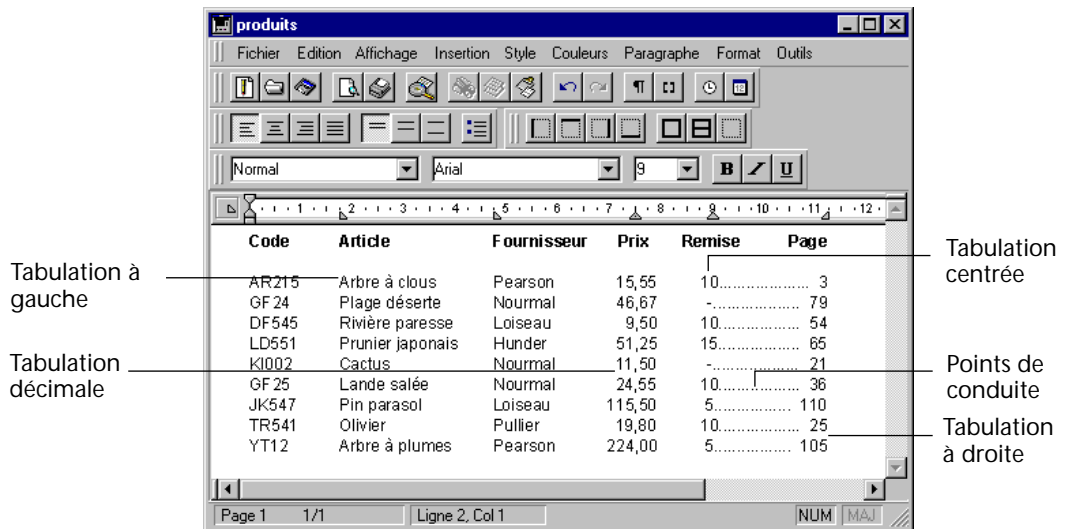 produits
Fichier Edition Affichage Insertion Style Couleurs Paragraphe Format Outils
Normal Arial 9 B I U
1 2 3 4 5 6 7 8 9 10 11 12
Code Article Fournisseur Prix Remise Page
AR215 Arbre à clous Pearson 15,55 10................... 3
GF24 Plage déserte Nourmal 46,67 -................... 79
DF545 Rivière paresse Loiseau 9,50 10................. 54
LD551 Prunier japonais Hunder 51,25 15................. 65
KI002 Cactus Nourmal 11,50 -................... 21
GF25 Lande salée Nourmal 24,55 10................. 36
JK547 Pin parasol Loiseau 115,50 5................. 110
TR541 Olivier Pullier 19,80 10................. 25
YT12 Arbre à plumes Pearson 224,00 5................. 105
Page 1 1/1 Ligne 2, Col 1 NUM MAJ
Tabulation à
gauche
Tabulation
décimale
Tabulation
centrée
Points de
conduite
Tabulation
à droite